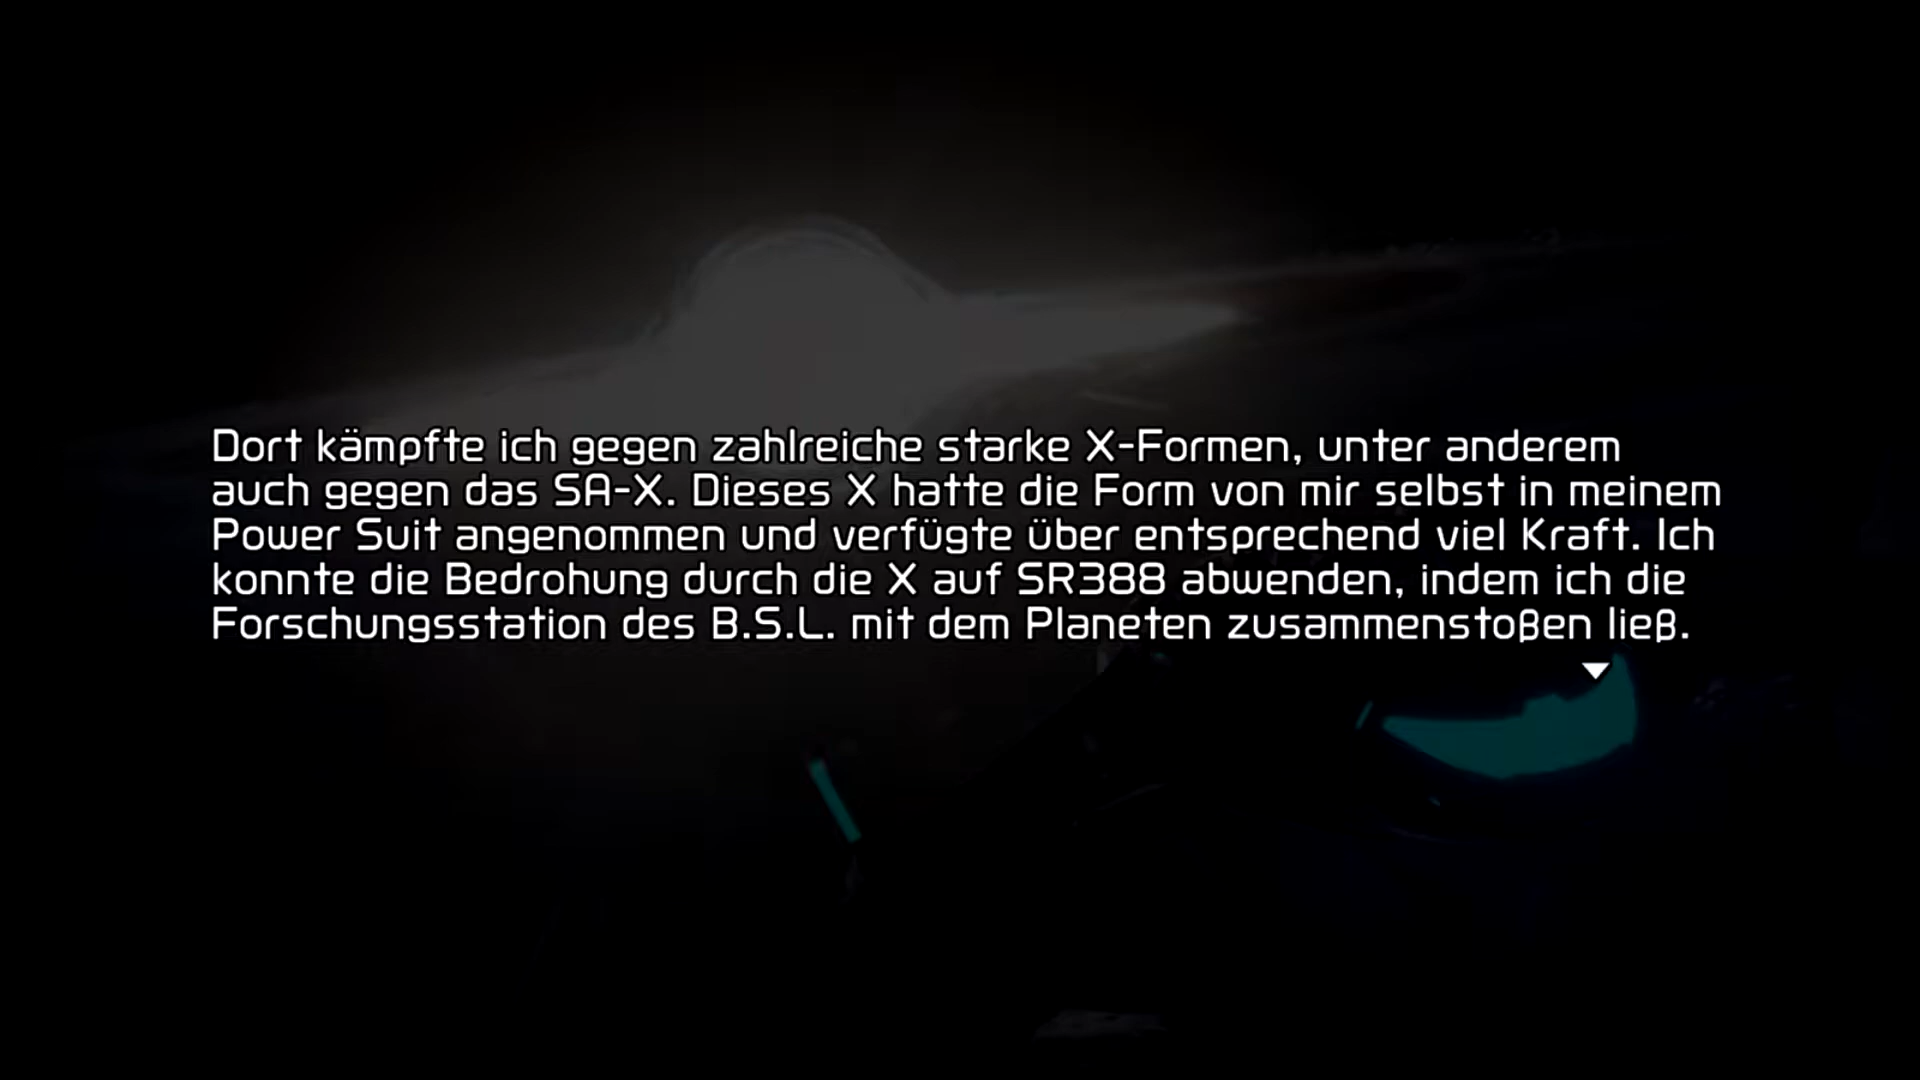 Dort kämpfte ich gegen zahlreiche starke X-Formen, unter anderem
auch gegen das SA-X. Dieses X hatte die Form von mir selbst in meinem
Power Suit angenommen und verfügte über entsprechend viel Kraft. Ich
konnte die Bedrohung durch die X auf SR388 abwenden, indem ich die
Forschungsstation des B.S.L. mit dem Planeten zusammenstoßen ließ.